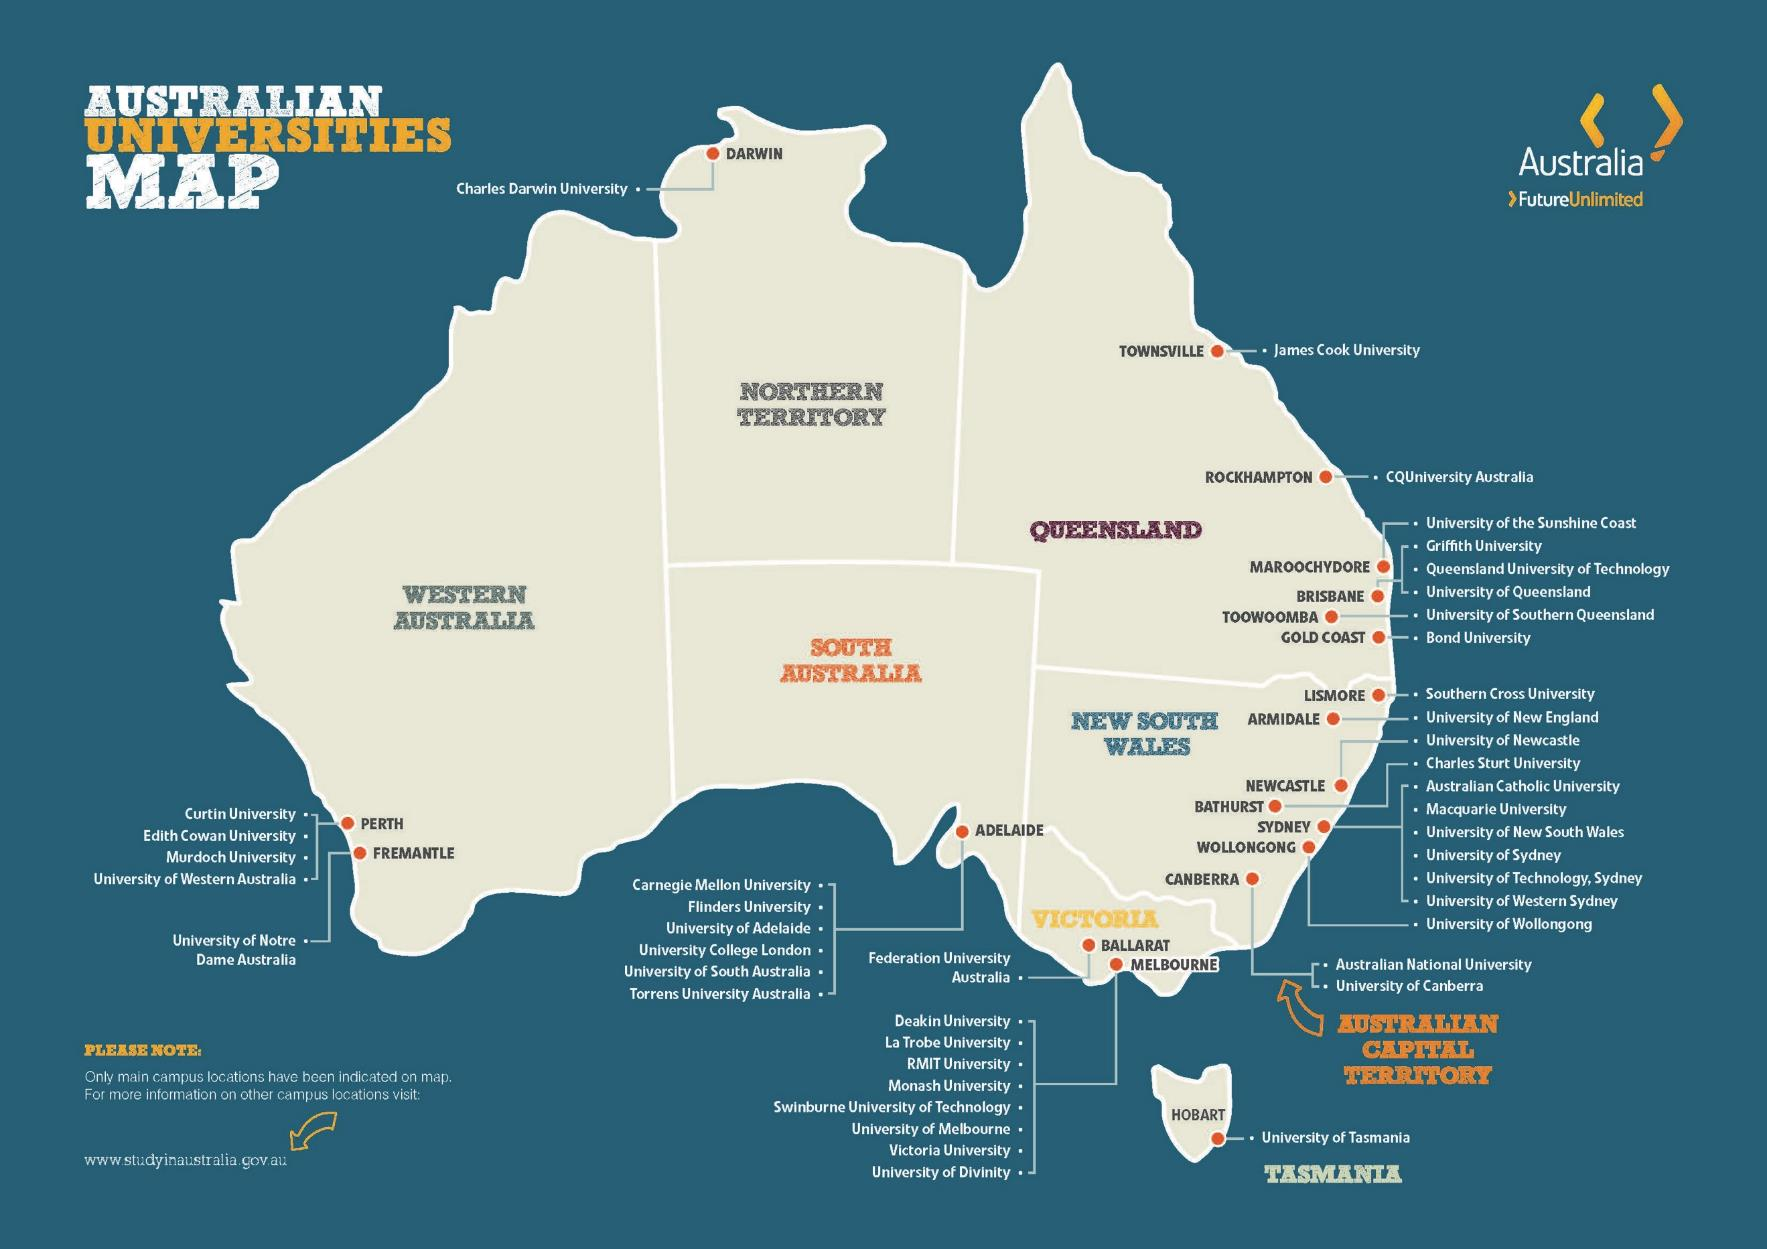 AUSTRALIAN
UNIVERSITIES
MAP
Australia
FutureUnlimited
DARWIN
Charles Darwin University
NORTHERN
TERRITORY
TOWNSVILLE
James Cook University
ROCKHAMPTON
CQUniversity Australia
QUEENSLAND
University of the Sunshine Coast
Griffith University
MAROOCHYDORE
Queensland University of Technology
BRISBANE
University of Queensland
TOOWOOMBA
University of Southern Queensland
GOLD COAST
Bond University
WESTERN
AUSTRALIA
SOUTH
AUSTRALIA
LISMORE
Southern Cross University
NEW SOUTH
WALES
ARMIDALE
University of New England
University of Newcastle
Charles Sturt University
NEWCASTLE
Australian Catholic University
BATHURST
Macquarie University
SYDNEY
University of New South Wales
WOLLONGONG
University of Sydney
CANBERRA
University of Technology, Sydney
University of Western Sydney
University of Wollongong
Curtin University
Edith Cowan University
Murdoch University
University of Western Australia
PERTH
FREMANTLE
University of Notre
Dame Australia
ADELAIDE
Carnegie Mellon University
Flinders University
University of Adelaide
University College London
University of South Australia
Torrens University Australia
VICTORIA
BALLARAT
MELBOURNE
Federation University
Australia
Australian National University
University of Canberra
AUSTRALIAN
CAPITAL
TERRITORY
Deakin University
La Trobe University
RMIT University
Monash University
Swinburne University of Technology
University of Melbourne
Victoria University
University of Divinity
HOBART
University of Tasmania
TASMANIA
PLEASE NOTE:
Only main campus locations have been indicated on map.
For more information on other campus locations visit:
www.studyinaustralia.gov.au